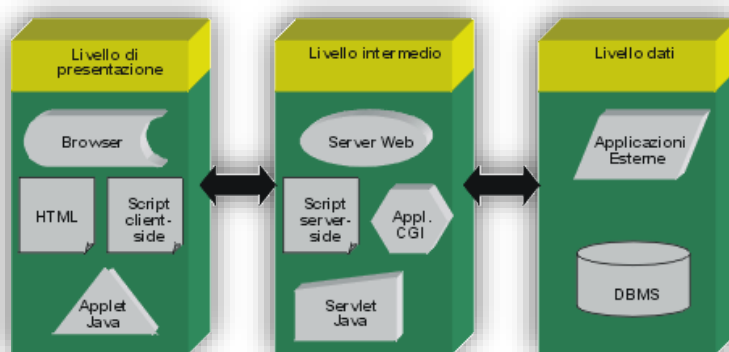 Livello di
presentazione
Browser
HTML
Script
client-
side
Applet
Java
Livello intermedio
Server Web
Script
server-
side
Appl.
CGI
Servlet
Java
Livello dati
Applicazioni
Esterne
DBMS